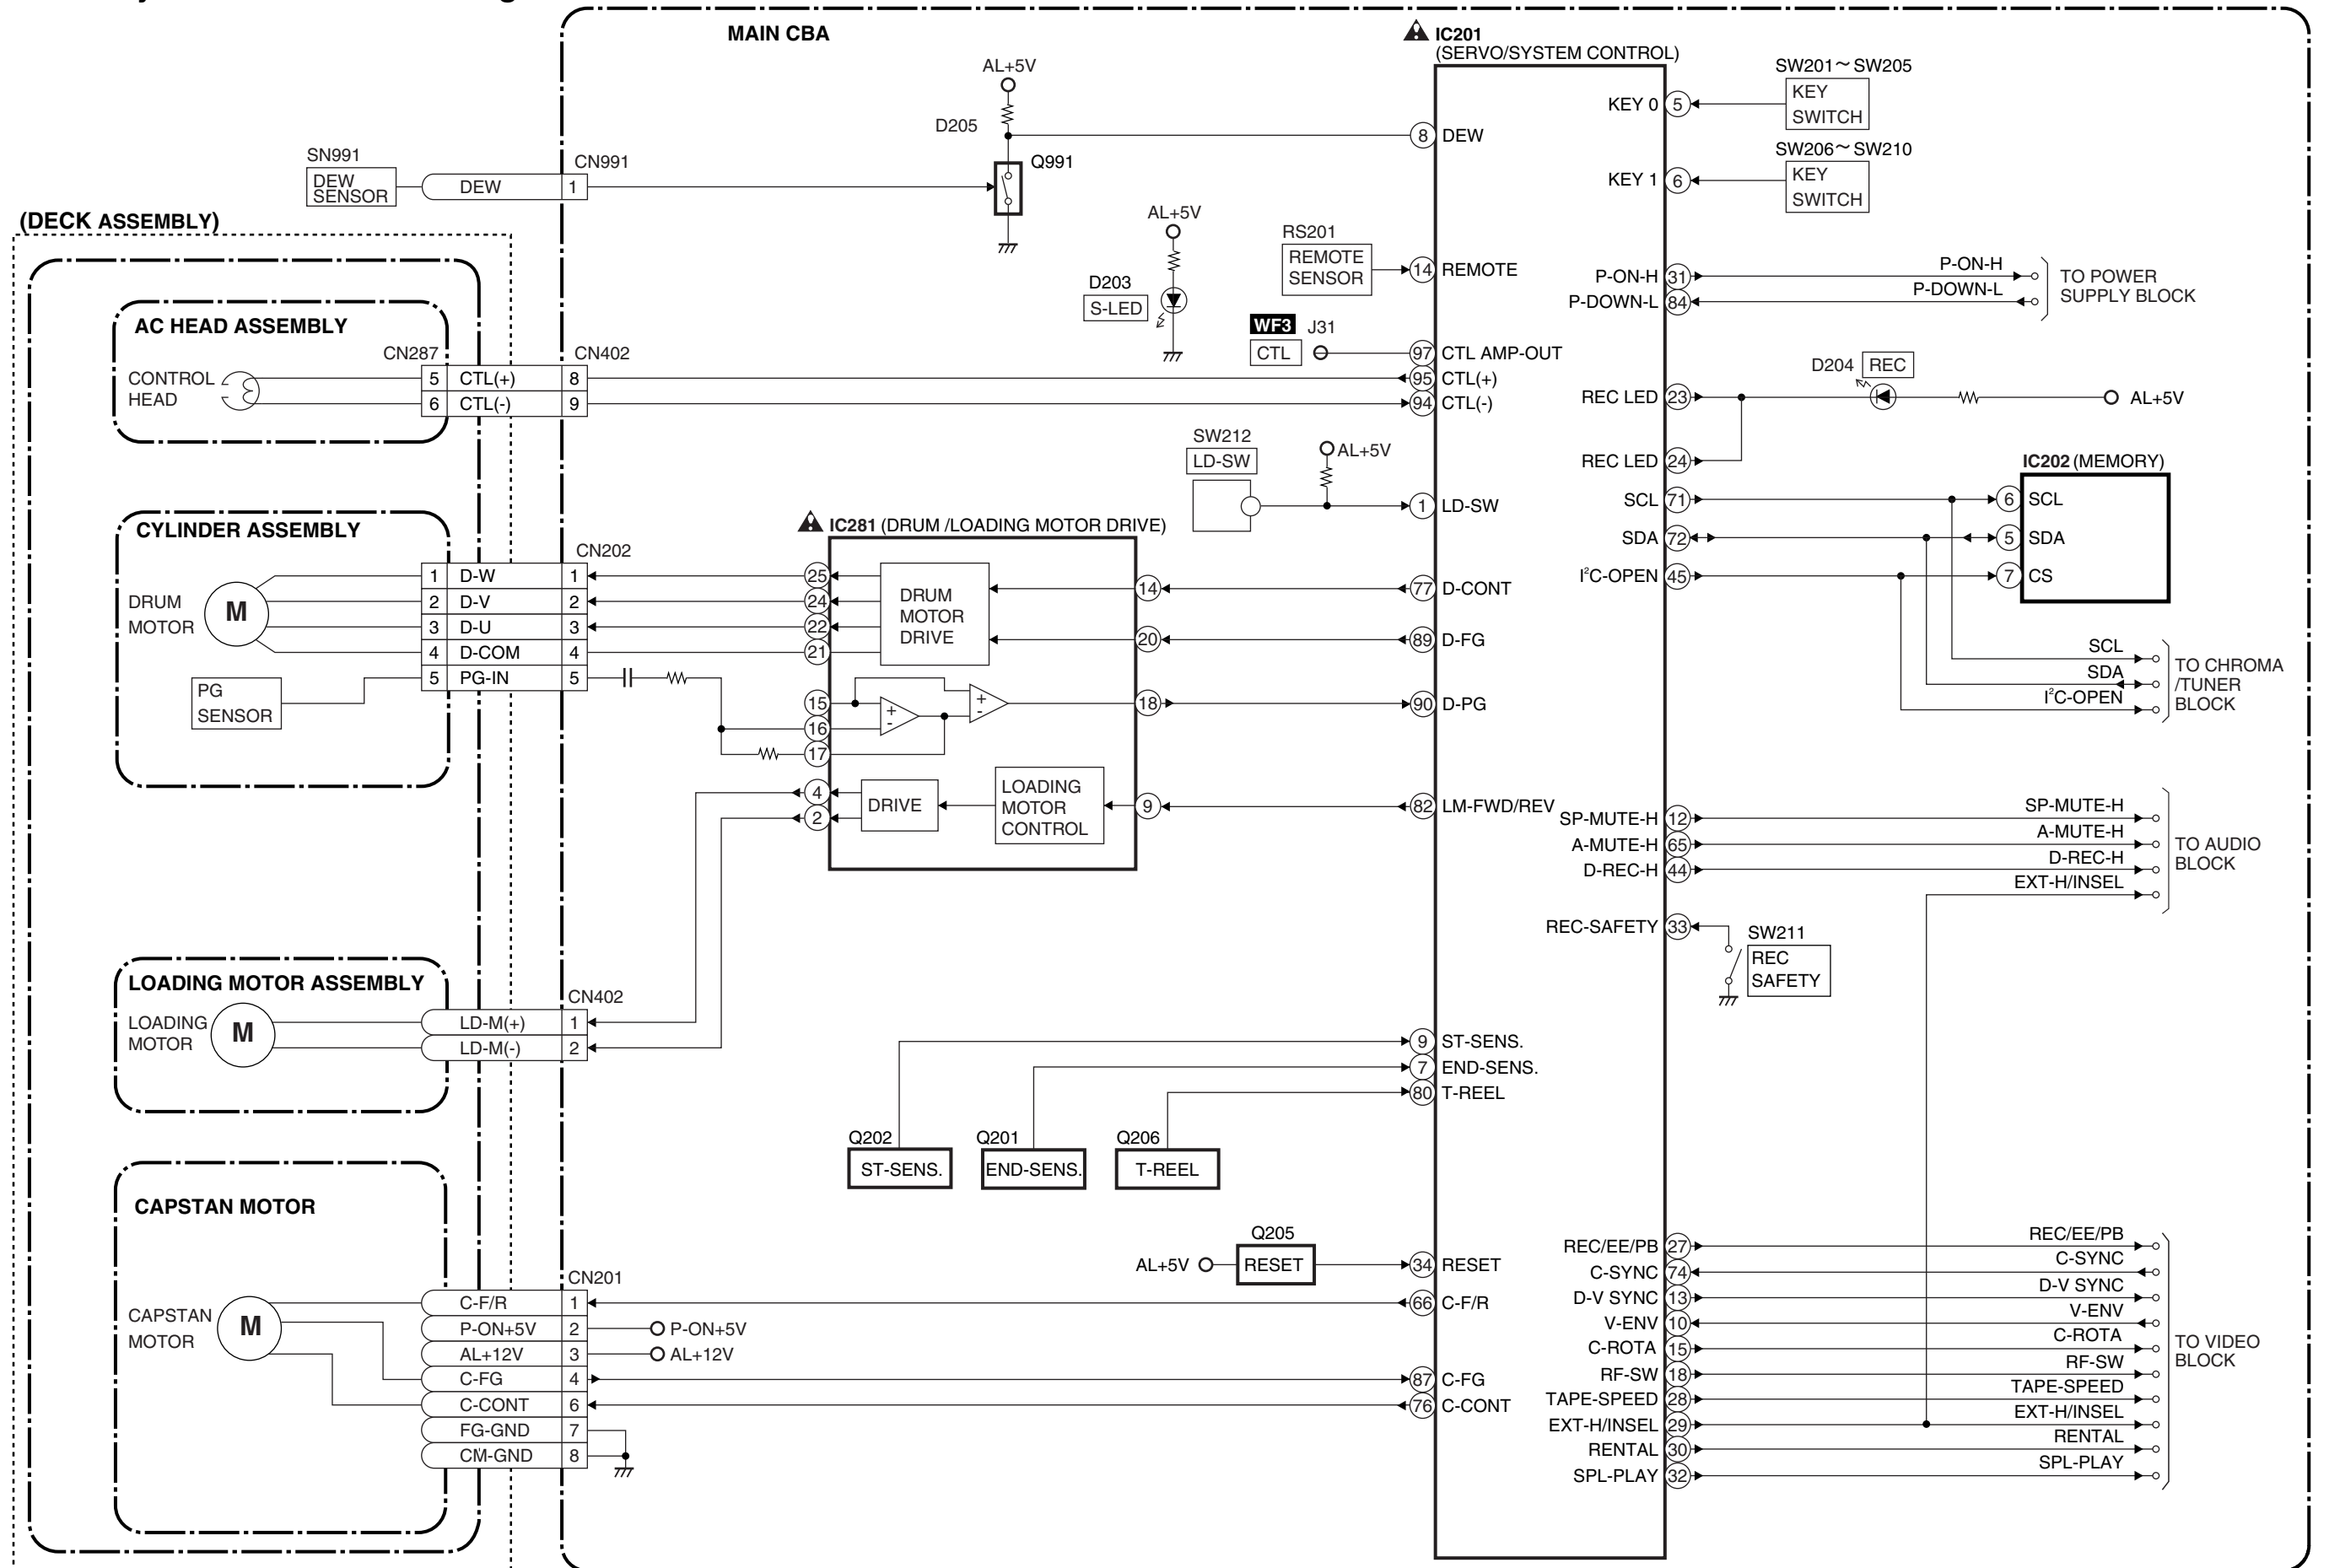 MAIN CBA
IC201
(SERVO/SYSTEM CONTROL)
AL+5V
D205
SN991
DEW
SENSOR
DEW
CN991
1
Q991
8 DEW
KEY 0 5
SW201~SW205
KEY
SWITCH
KEY 1 6
SW206~SW210
KEY
SWITCH
AL+5V
D203
S-LED
RS201
REMOTE
SENSOR
14 REMOTE
WF3 J31
CTL
97 CTL AMP-OUT
95 CTL(+)
94 CTL(-)
P-ON-H 31 P-ON-H
P-DOWN-L 84 P-DOWN-L
TO POWER
SUPPLY BLOCK
(DECK ASSEMBLY)
AC HEAD ASSEMBLY
CONTROL
HEAD
CN287
CN402
5 CTL(+) 8
6 CTL(-) 9
D204 REC
REC LED 23
AL+5V
REC LED 24
SW212
LD-SW
AL+5V
1 LD-SW
IC202 (MEMORY)
SCL 71 6 SCL
SDA 72 5 SDA
I²C-OPEN 45 7 CS
SCL
SDA
I²C-OPEN
TO CHROMA
/TUNER
BLOCK
CYLINDER ASSEMBLY
DRUM
MOTOR
M
CN202
1 D-W 1
2 D-V 2
3 D-U 3
4 D-COM 4
5 PG-IN 5
PG
SENSOR
IC281 (DRUM /LOADING MOTOR DRIVE)
25
24
22
21
DRUM
MOTOR
DRIVE
14
20
77 D-CONT
89 D-FG
15
16
17
+
-
+
-
18
90 D-PG
4
2
DRIVE
LOADING
MOTOR
CONTROL
9
82 LM-FWD/REV
SP-MUTE-H 12 SP-MUTE-H
A-MUTE-H 65 A-MUTE-H
D-REC-H 44 D-REC-H
EXT-H/INSEL
TO AUDIO
BLOCK
REC-SAFETY 33
SW211
REC
SAFETY
LOADING MOTOR ASSEMBLY
LOADING
MOTOR
M
CN402
LD-M(+) 1
LD-M(-) 2
9 ST-SENS.
7 END-SENS.
80 T-REEL
Q202
ST-SENS.
Q201
END-SENS.
Q206
T-REEL
CAPSTAN MOTOR
CAPSTAN
MOTOR
M
AL+5V
Q205
RESET
34 RESET
CN201
C-F/R 1
P-ON+5V 2 P-ON+5V
AL+12V 3 AL+12V
C-FG 4
C-CONT 6
FG-GND 7
CM-GND 8
66 C-F/R
87 C-FG
76 C-CONT
REC/EE/PB 27 REC/EE/PB
C-SYNC 74 C-SYNC
D-V SYNC 13 D-V SYNC
V-ENV 10 V-ENV
C-ROTA 15 C-ROTA
RF-SW 18 RF-SW
TAPE-SPEED 28 TAPE-SPEED
EXT-H/INSEL 29 EXT-H/INSEL
RENTAL 30 RENTAL
SPL-PLAY 32 SPL-PLAY
TO VIDEO
BLOCK